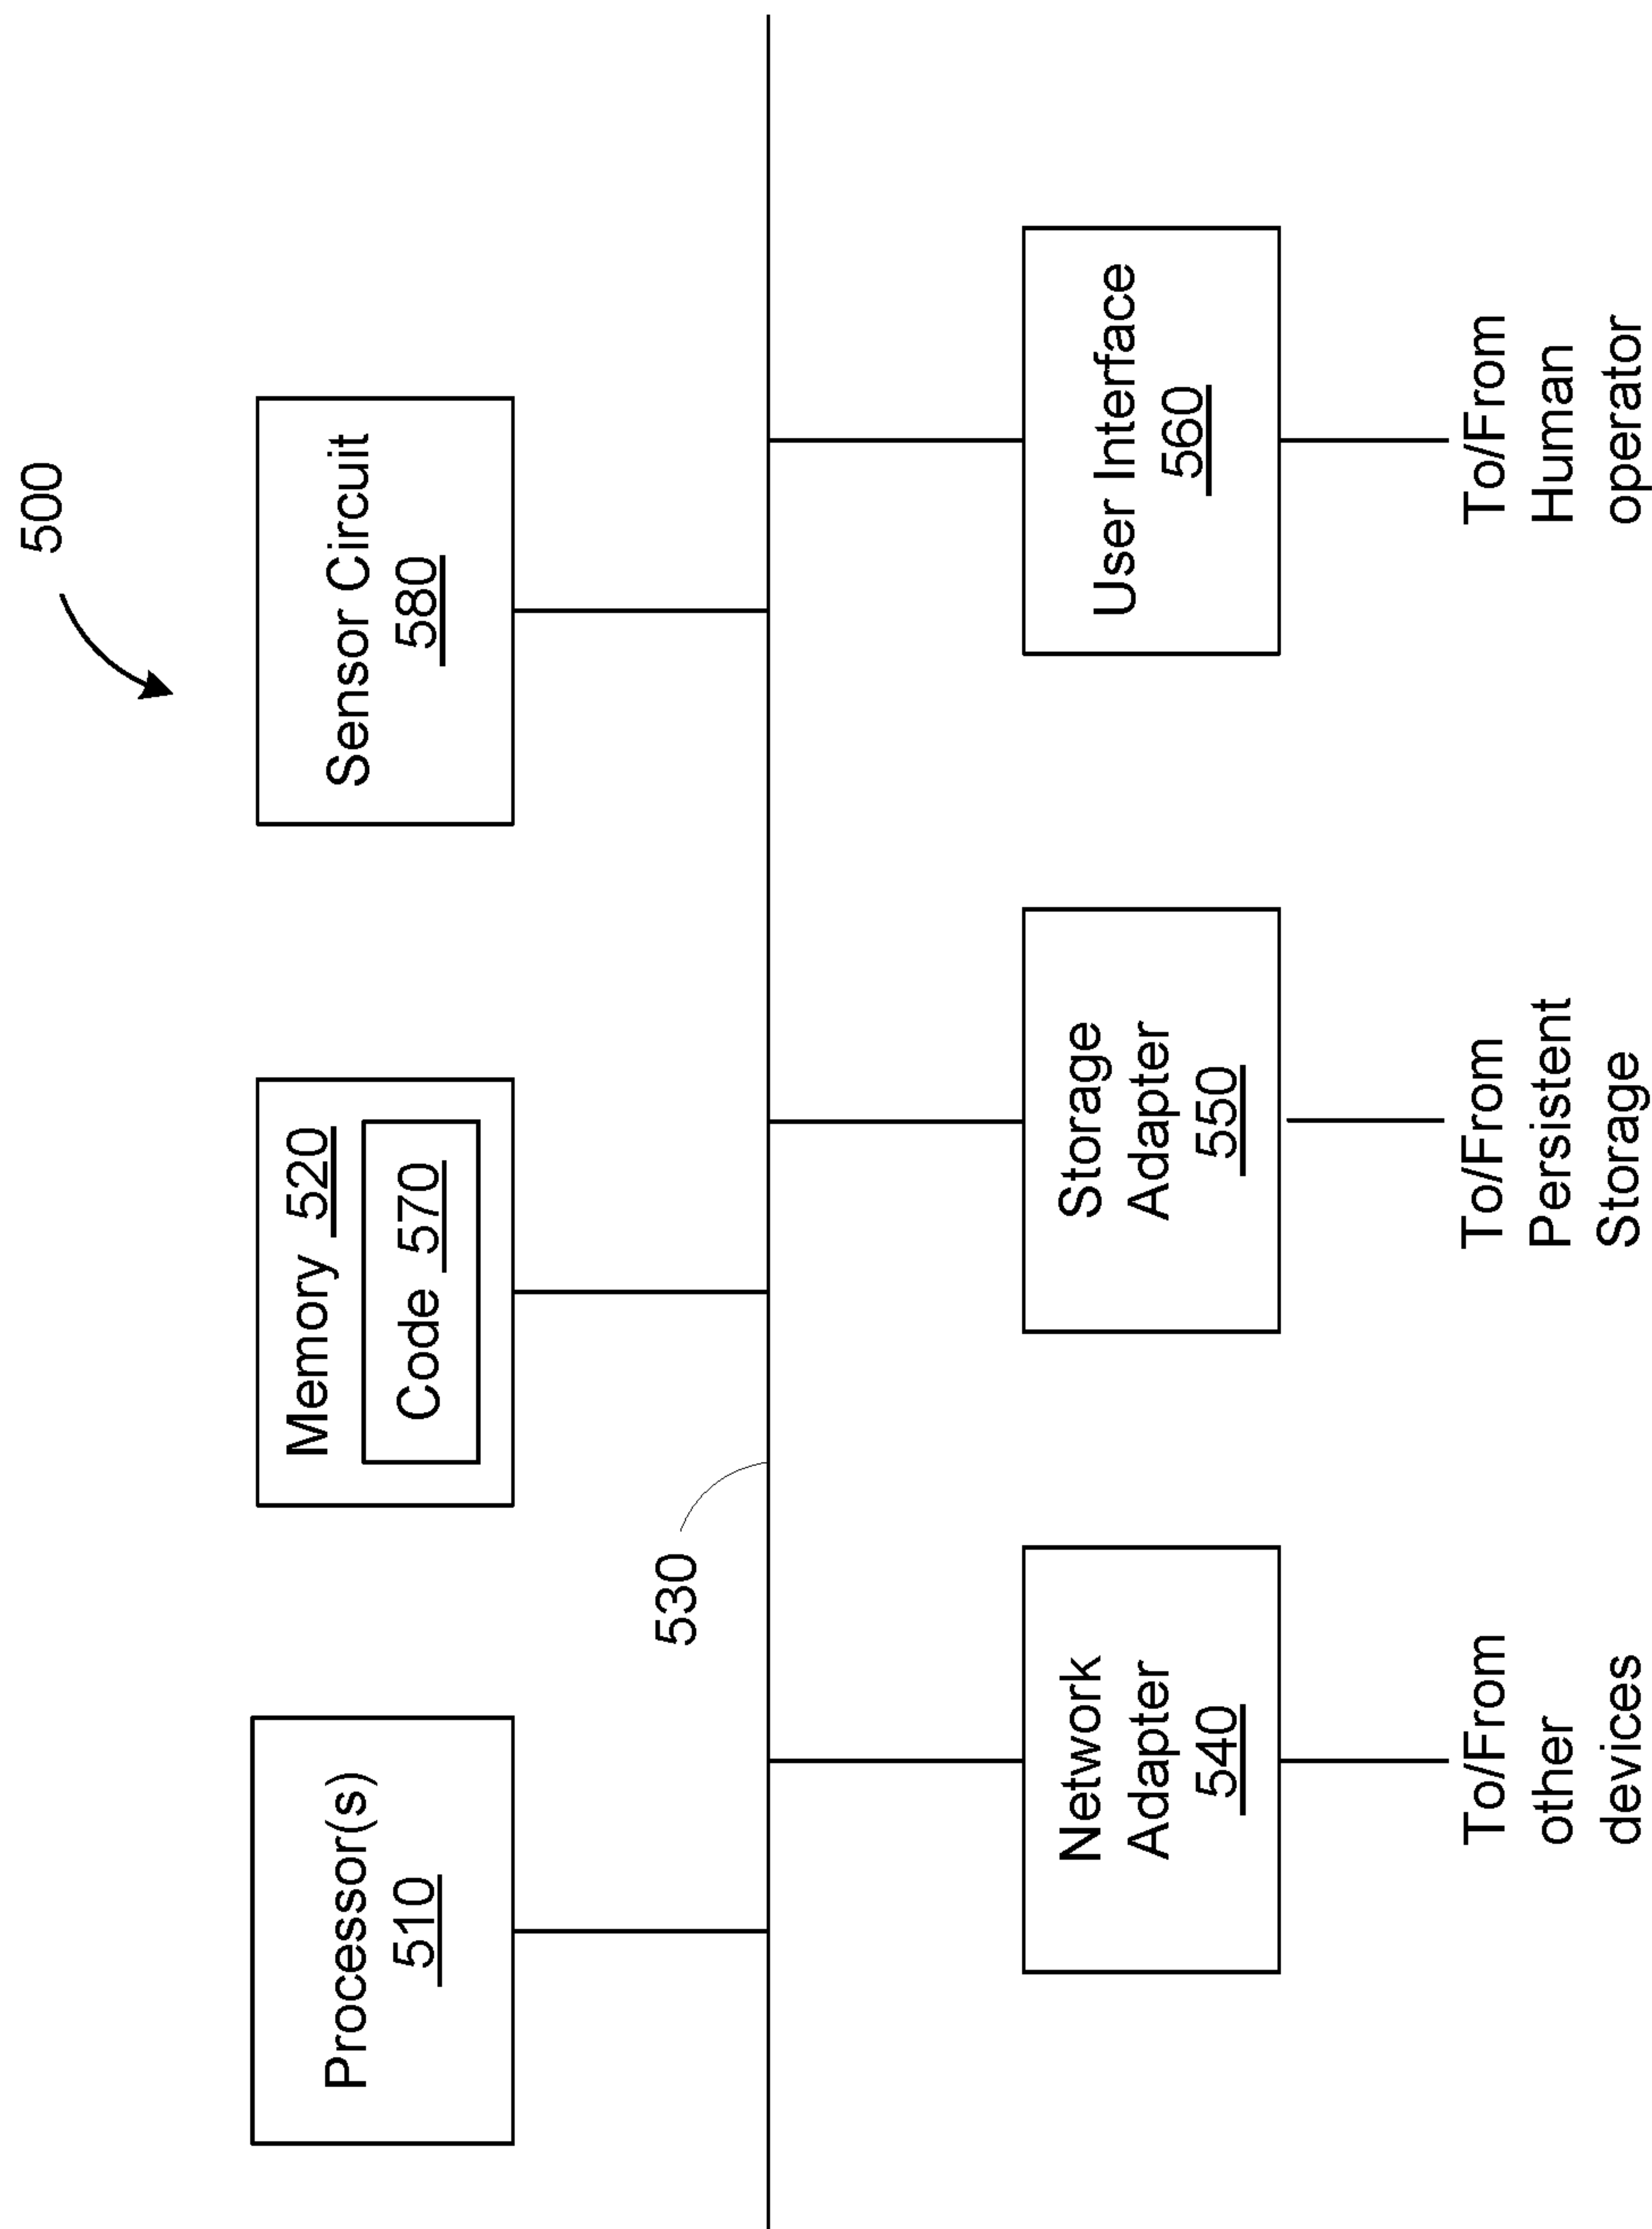 500
Processor(s)
510
Memory 520
Code 570
Sensor Circuit
580
530
Network
Adapter
540
Storage
Adapter
550
User Interface
560
To/From
other
devices
To/From
Persistent
Storage
To/From
Human
operator